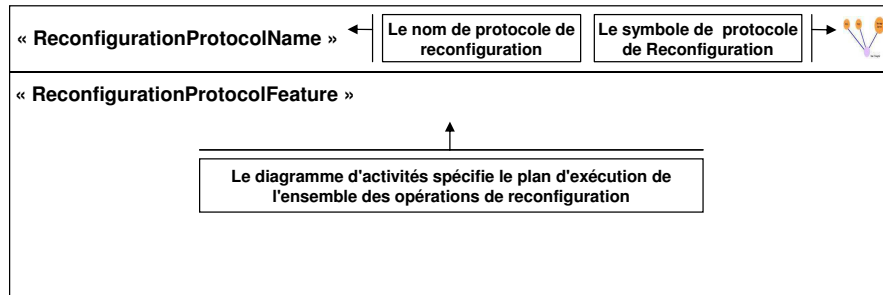 « ReconfigurationProtocolName »
Le nom de protocole de
reconfiguration
Le symbole de protocole
de Reconfiguration
« ReconfigurationProtocolFeature »
Le diagramme d'activités spécifie le plan d'exécution de
l'ensemble des opérations de reconfiguration